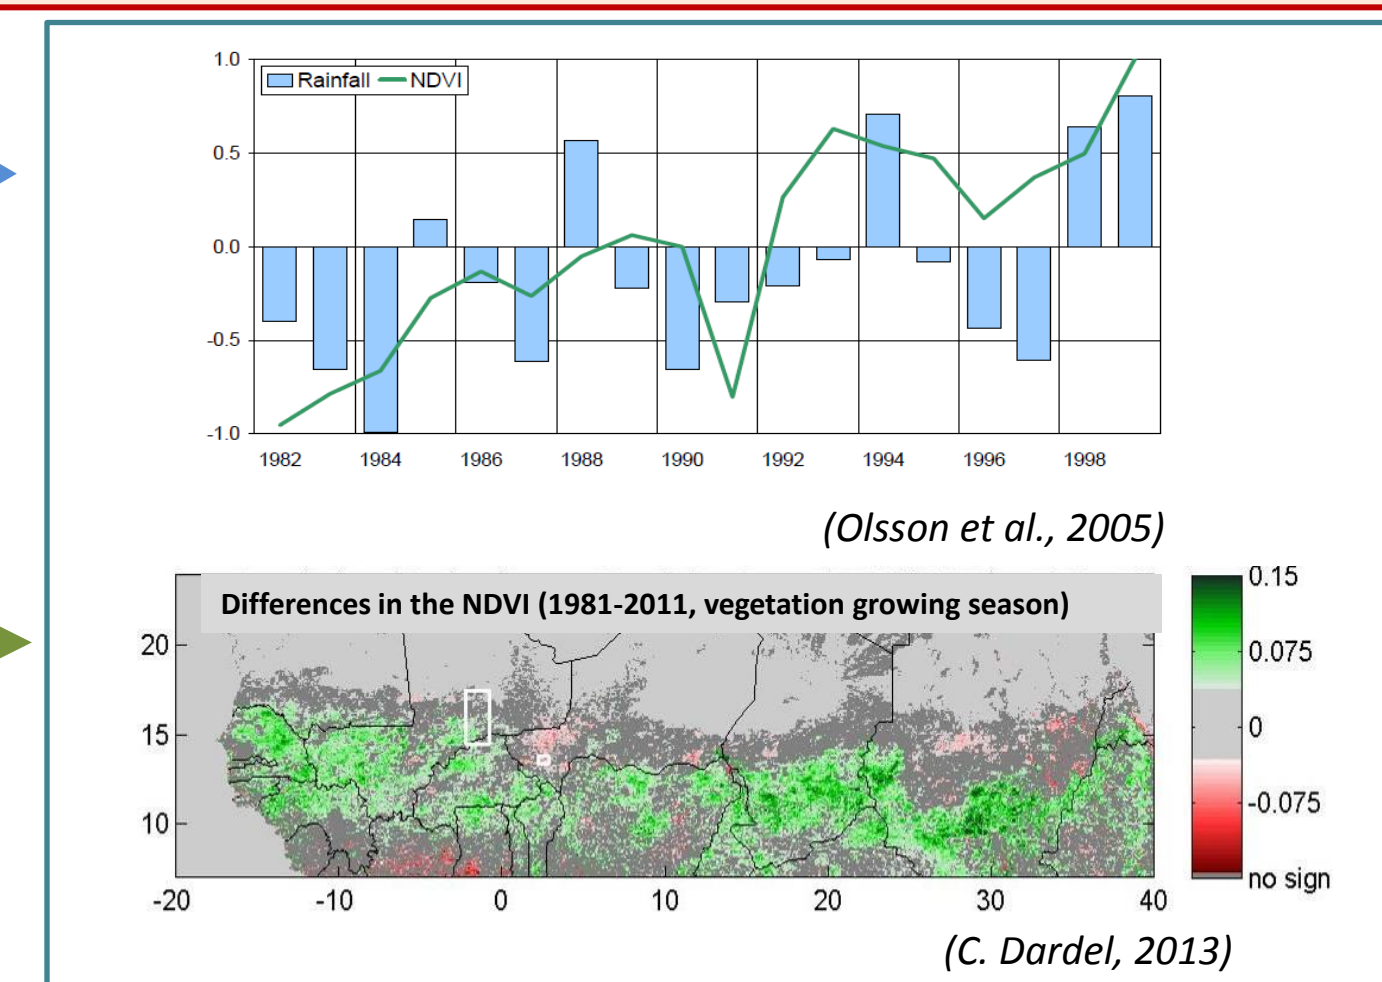 1.0
Rainfall NDVI
0.5
0.0
-0.5
-1.0
1982 1984 1986 1988 1990 1992 1994 1996 1998
(Olsson et al., 2005)
Differences in the NDVI (1981-2011, vegetation growing season)
20
15
10
-20 -10 0 10 20 30 40
0.15
0.075
0
-0.075
no sign
(C. Dardel, 2013)